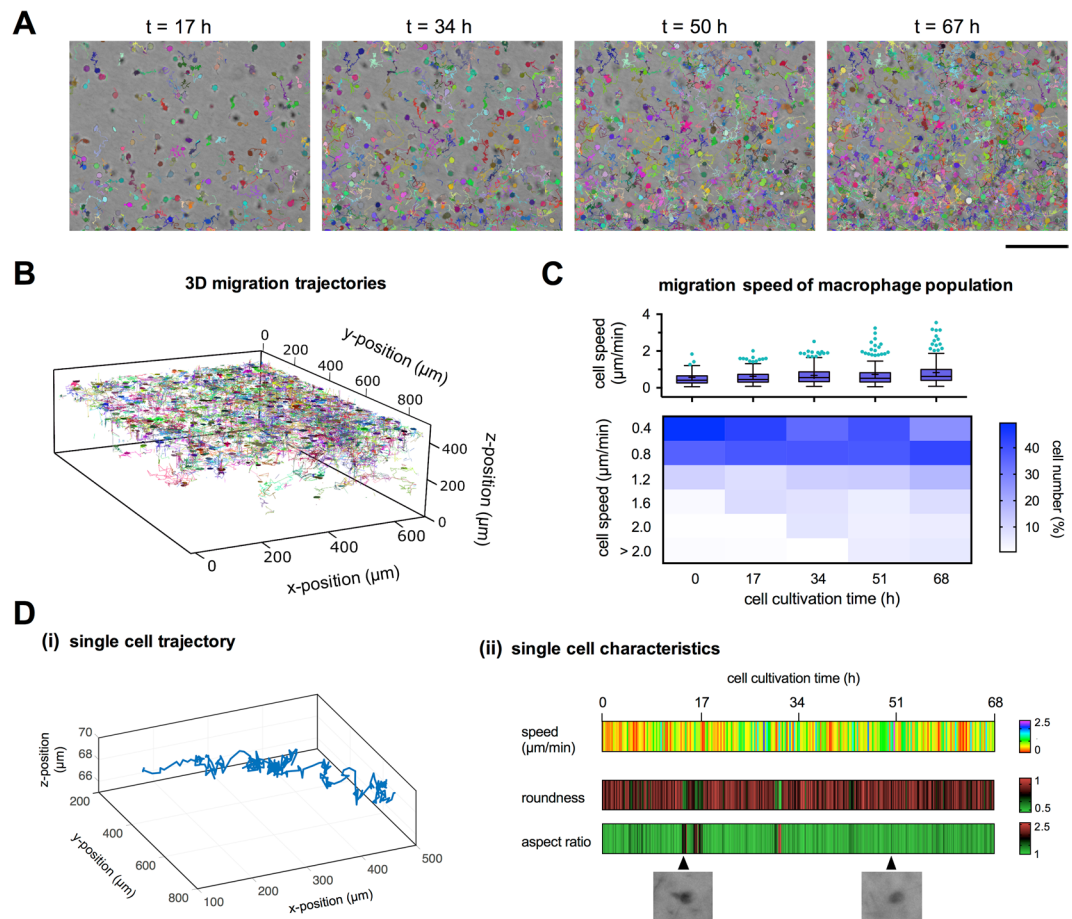 A
t = 17 h
t = 34 h
t = 50 h
t = 67 h
B
3D migration trajectories
0
200
400
600
800
y-position (µm)
400
200
0
z-position (µm)
0
200
400
600
x-position (µm)
C
migration speed of macrophage population
4
2
0
cell speed
(µm/min)
0.4
0.8
1.2
1.6
2.0
> 2.0
cell speed (µm/min)
0
17
34
51
68
cell cultivation time (h)
40
30
20
10
cell number (%)
D
(i) single cell trajectory
70
68
66
z-position
(µm)
200
400
600
800
y-position (µm)
100
200
300
400
500
x-position (µm)
(ii) single cell characteristics
cell cultivation time (h)
0
17
34
51
68
speed
(µm/min)
2.5
0
roundness
1
0.5
aspect ratio
2.5
1